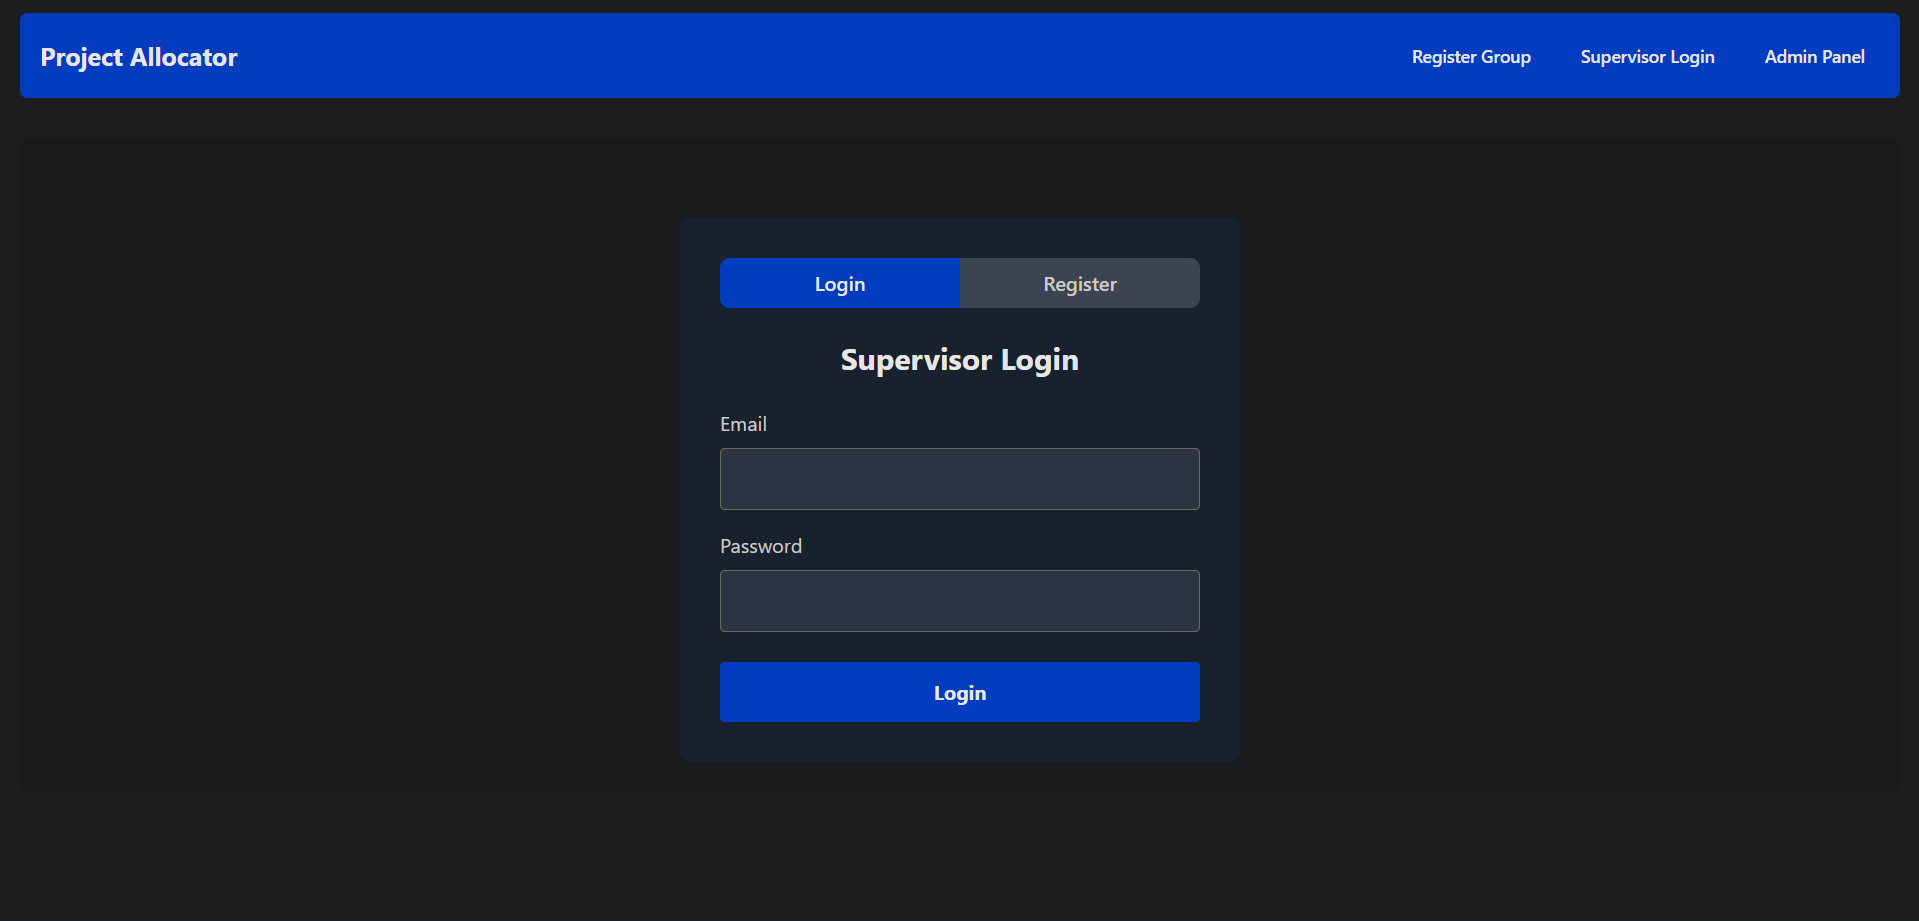 Project Allocator
Register Group
Supervisor Login
Admin Panel
Login
Register
Supervisor Login
Email
Password
Login